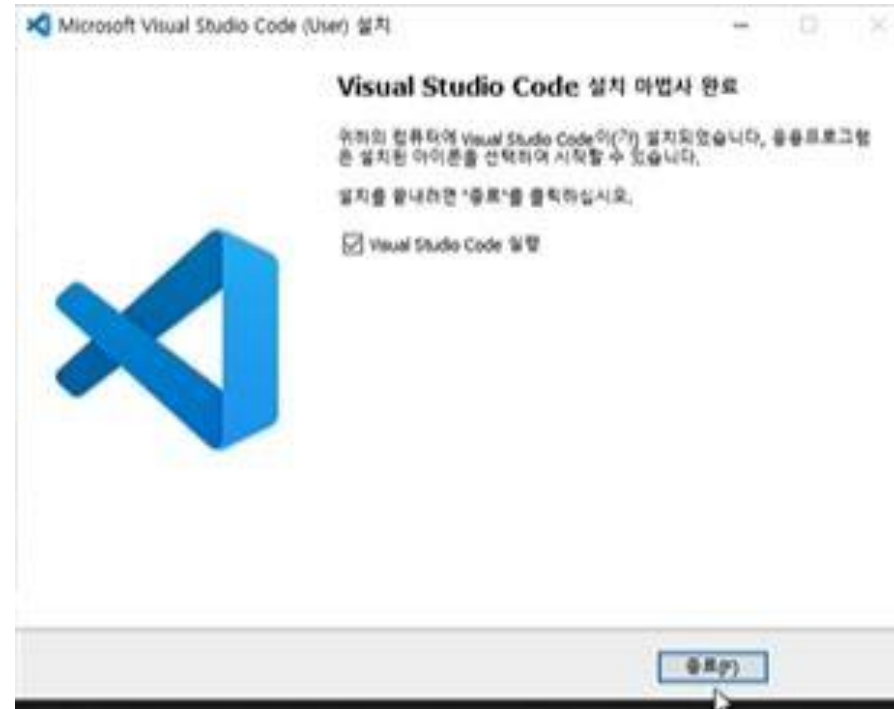 Microsoft Visual Studio Code (User) 설치
Visual Studio Code 설치 마법사 완료
귀하의 컴퓨터에 Visual Studio Code이(가) 설치되었습니다. 응용프로그램
은 설치된 아이콘을 선택하여 시작할 수 있습니다.
설치를 끝내려면 "종료"를 클릭하십시오.
Visual Studio Code 실행
종료(F)